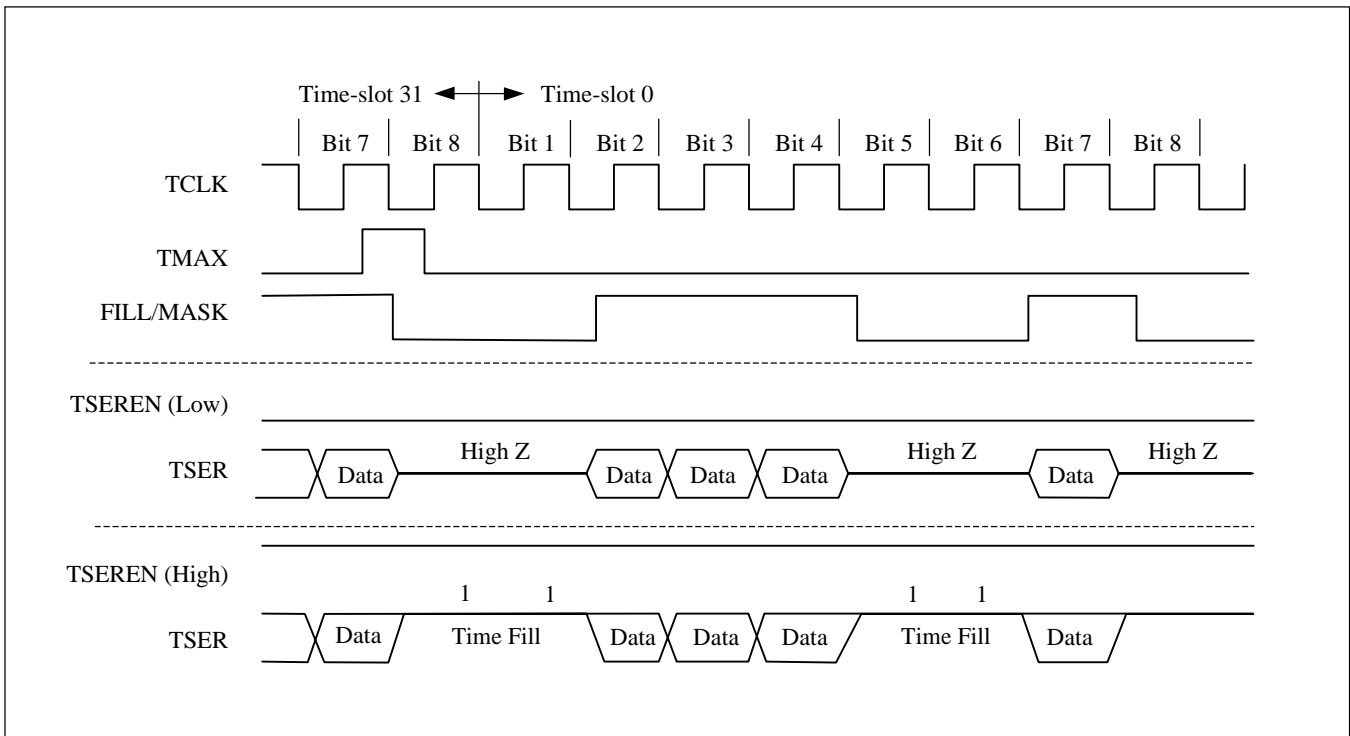 Time-slot 31 Time-slot 0
Bit 7 Bit 8 Bit 1 Bit 2 Bit 3 Bit 4 Bit 5 Bit 6 Bit 7 Bit 8
TCLK
TMAX
FILL/MASK
TSEREN (Low)
High Z High Z High Z
TSER Data Data Data Data Data
TSEREN (High)
1 1 1 1
TSER Data Time Fill Data Data Data Time Fill Data